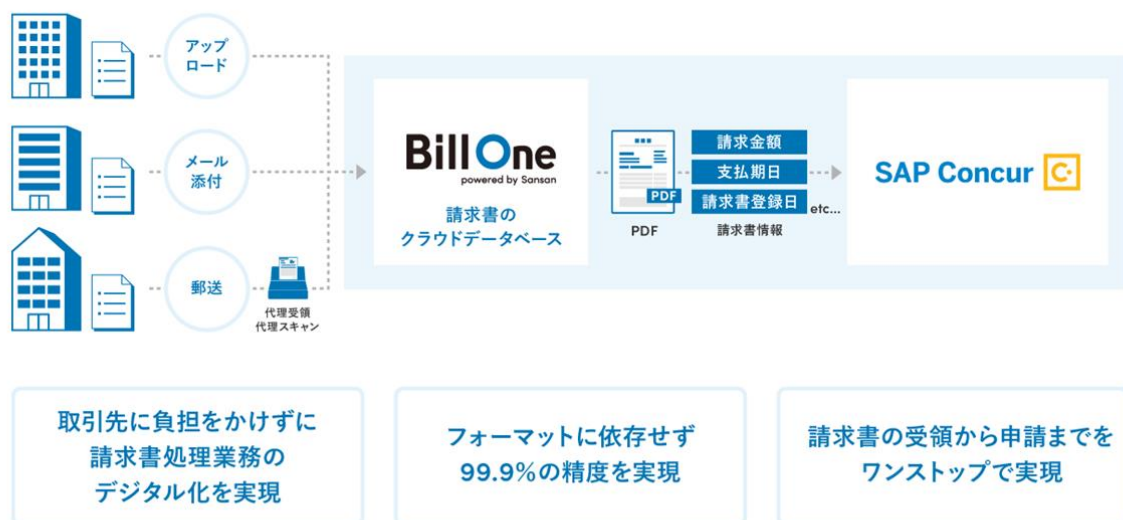 アップ
ロード
メール
添付
郵送
代理受領
代理スキャン
Bill One
powered by Sansan
請求書の
クラウドデータベース
PDF
PDF
請求金額
支払期日
請求書登録日
etc...
請求書情報
SAP Concur C
取引先に負担をかけずに
請求書処理業務の
デジタル化を実現
フォーマットに依存せず
99.9%の精度を実現
請求書の受領から申請までを
ワンストップで実現